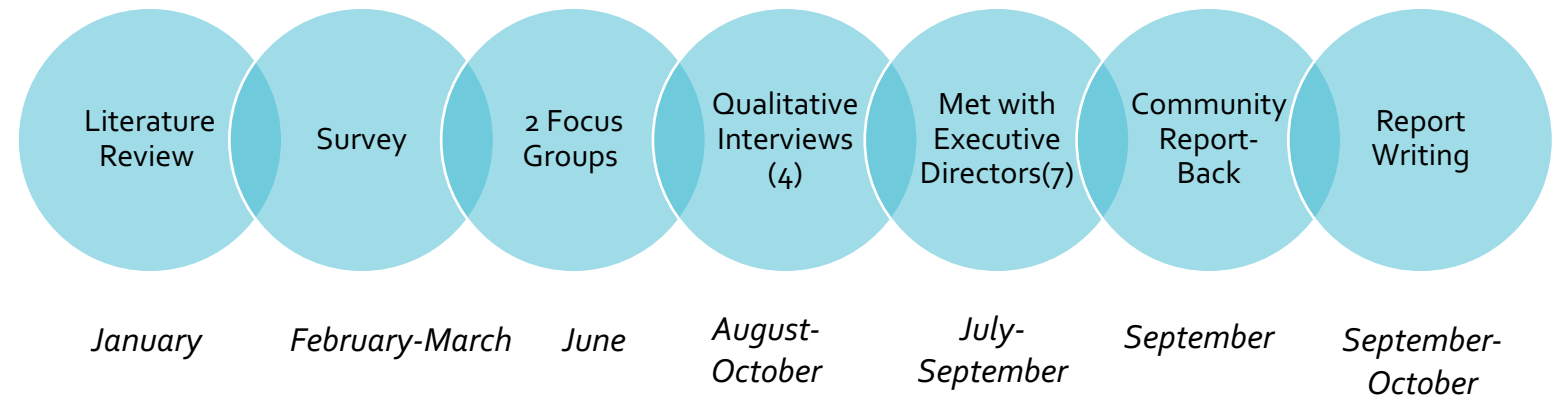 Literature
Review
Survey
2 Focus
Groups
Qualitative
Interviews
(4)
Met with
Executive
Directors(7)
Community
Report-
Back
Report
Writing
January
February-March
June
August-
October
July-
September
September
September-
October